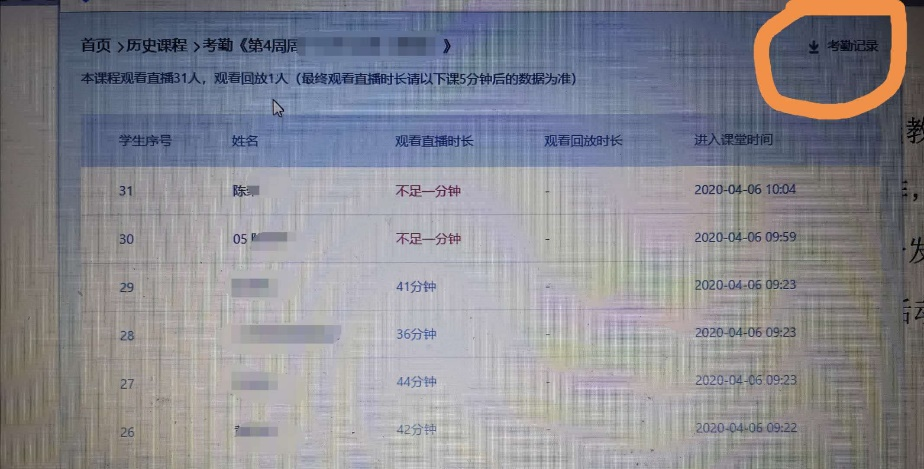 首页 >历史课程 >考勤《第4周周 》
考勤记录
本课程观看直播31人，观看回放1人（最终观看直播时长请以下课5分钟后的数据为准）
学生序号 姓名 观看直播时长 观看回放时长 进入课堂时间
31 陈 不足一分钟 - 2020-04-06 10:04
30 05 不足一分钟 - 2020-04-06 09:59
29 41分钟 - 2020-04-06 09:23
28 36分钟 - 2020-04-06 09:23
27 44分钟 - 2020-04-06 09:23
26 42分钟 - 2020-04-06 09:22
教
发